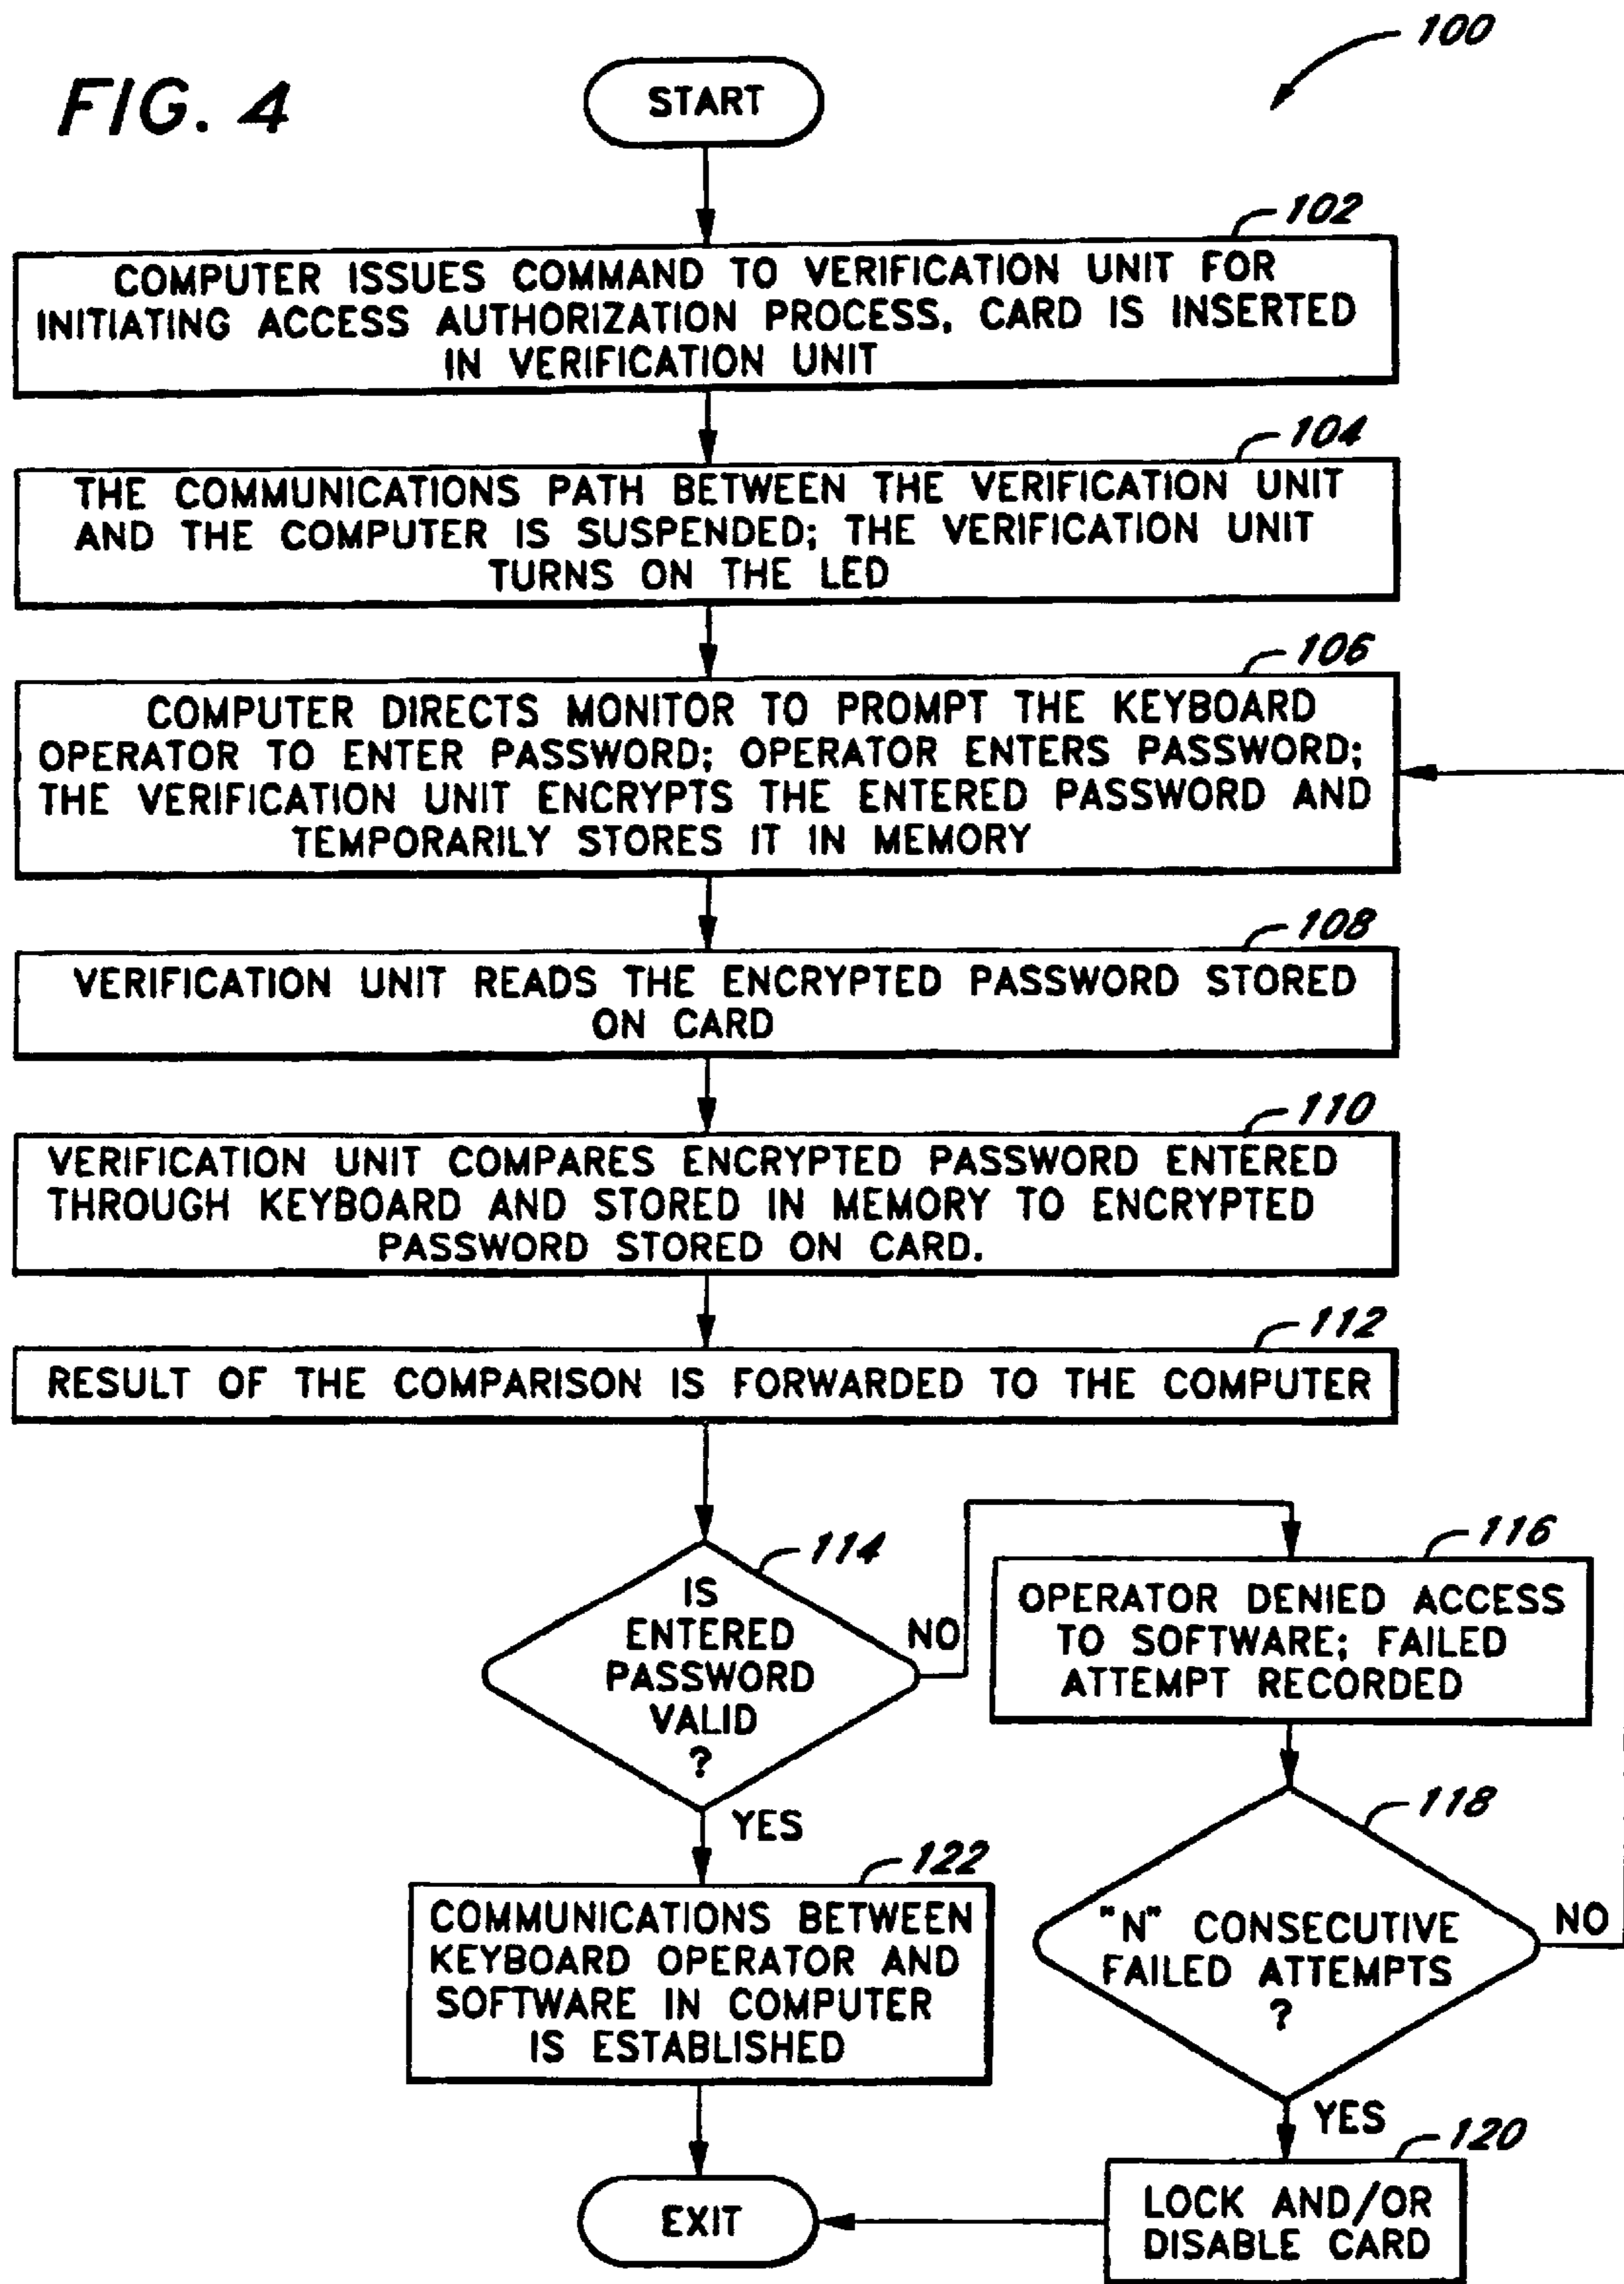 100
FIG. 4
START
102
COMPUTER ISSUES COMMAND TO VERIFICATION UNIT FOR
INITIATING ACCESS AUTHORIZATION PROCESS. CARD IS INSERTED
IN VERIFICATION UNIT
104
THE COMMUNICATIONS PATH BETWEEN THE VERIFICATION UNIT
AND THE COMPUTER IS SUSPENDED; THE VERIFICATION UNIT
TURNS ON THE LED
106
COMPUTER DIRECTS MONITOR TO PROMPT THE KEYBOARD
OPERATOR TO ENTER PASSWORD; OPERATOR ENTERS PASSWORD;
THE VERIFICATION UNIT ENCRYPTS THE ENTERED PASSWORD AND
TEMPORARILY STORES IT IN MEMORY
108
VERIFICATION UNIT READS THE ENCRYPTED PASSWORD STORED
ON CARD
110
VERIFICATION UNIT COMPARES ENCRYPTED PASSWORD ENTERED
THROUGH KEYBOARD AND STORED IN MEMORY TO ENCRYPTED
PASSWORD STORED ON CARD.
112
RESULT OF THE COMPARISON IS FORWARDED TO THE COMPUTER
114
IS
ENTERED
PASSWORD
VALID
?
NO
YES
116
OPERATOR DENIED ACCESS
TO SOFTWARE; FAILED
ATTEMPT RECORDED
118
"N" CONSECUTIVE
FAILED ATTEMPTS
?
NO
YES
122
COMMUNICATIONS BETWEEN
KEYBOARD OPERATOR AND
SOFTWARE IN COMPUTER
IS ESTABLISHED
120
LOCK AND/OR
DISABLE CARD
EXIT